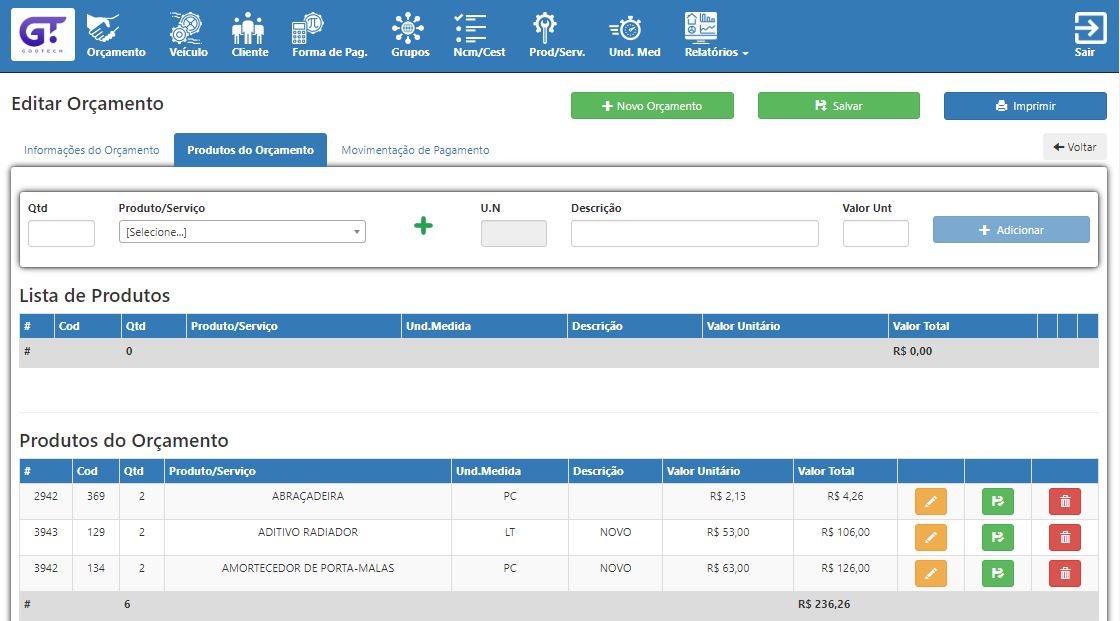 GT
GOOTECH
Orçamento Veículo Cliente Forma de Pag. Grupos Ncm/Cest Prod/Serv. Und. Med Relatórios Sair
Editar Orçamento
Novo Orçamento Salvar Imprimir
Informações do Orçamento Produtos do Orçamento Movimentação de Pagamento Voltar
Qtd Produto/Serviço U.N Descrição Valor Unt
[Selecione...] Adicionar
Lista de Produtos
# Cod Qtd Produto/Serviço Und.Medida Descrição Valor Unitário Valor Total
# 0 R$ 0,00
Produtos do Orçamento
# Cod Qtd Produto/Serviço Und.Medida Descrição Valor Unitário Valor Total
2942 369 2 ABRAÇADEIRA PC R$ 2,13 R$ 4,26
3943 129 2 ADITIVO RADIADOR LT NOVO R$ 53,00 R$ 106,00
3942 134 2 AMORTECEDOR DE PORTA-MALAS PC NOVO R$ 63,00 R$ 126,00
# 6 R$ 236,26